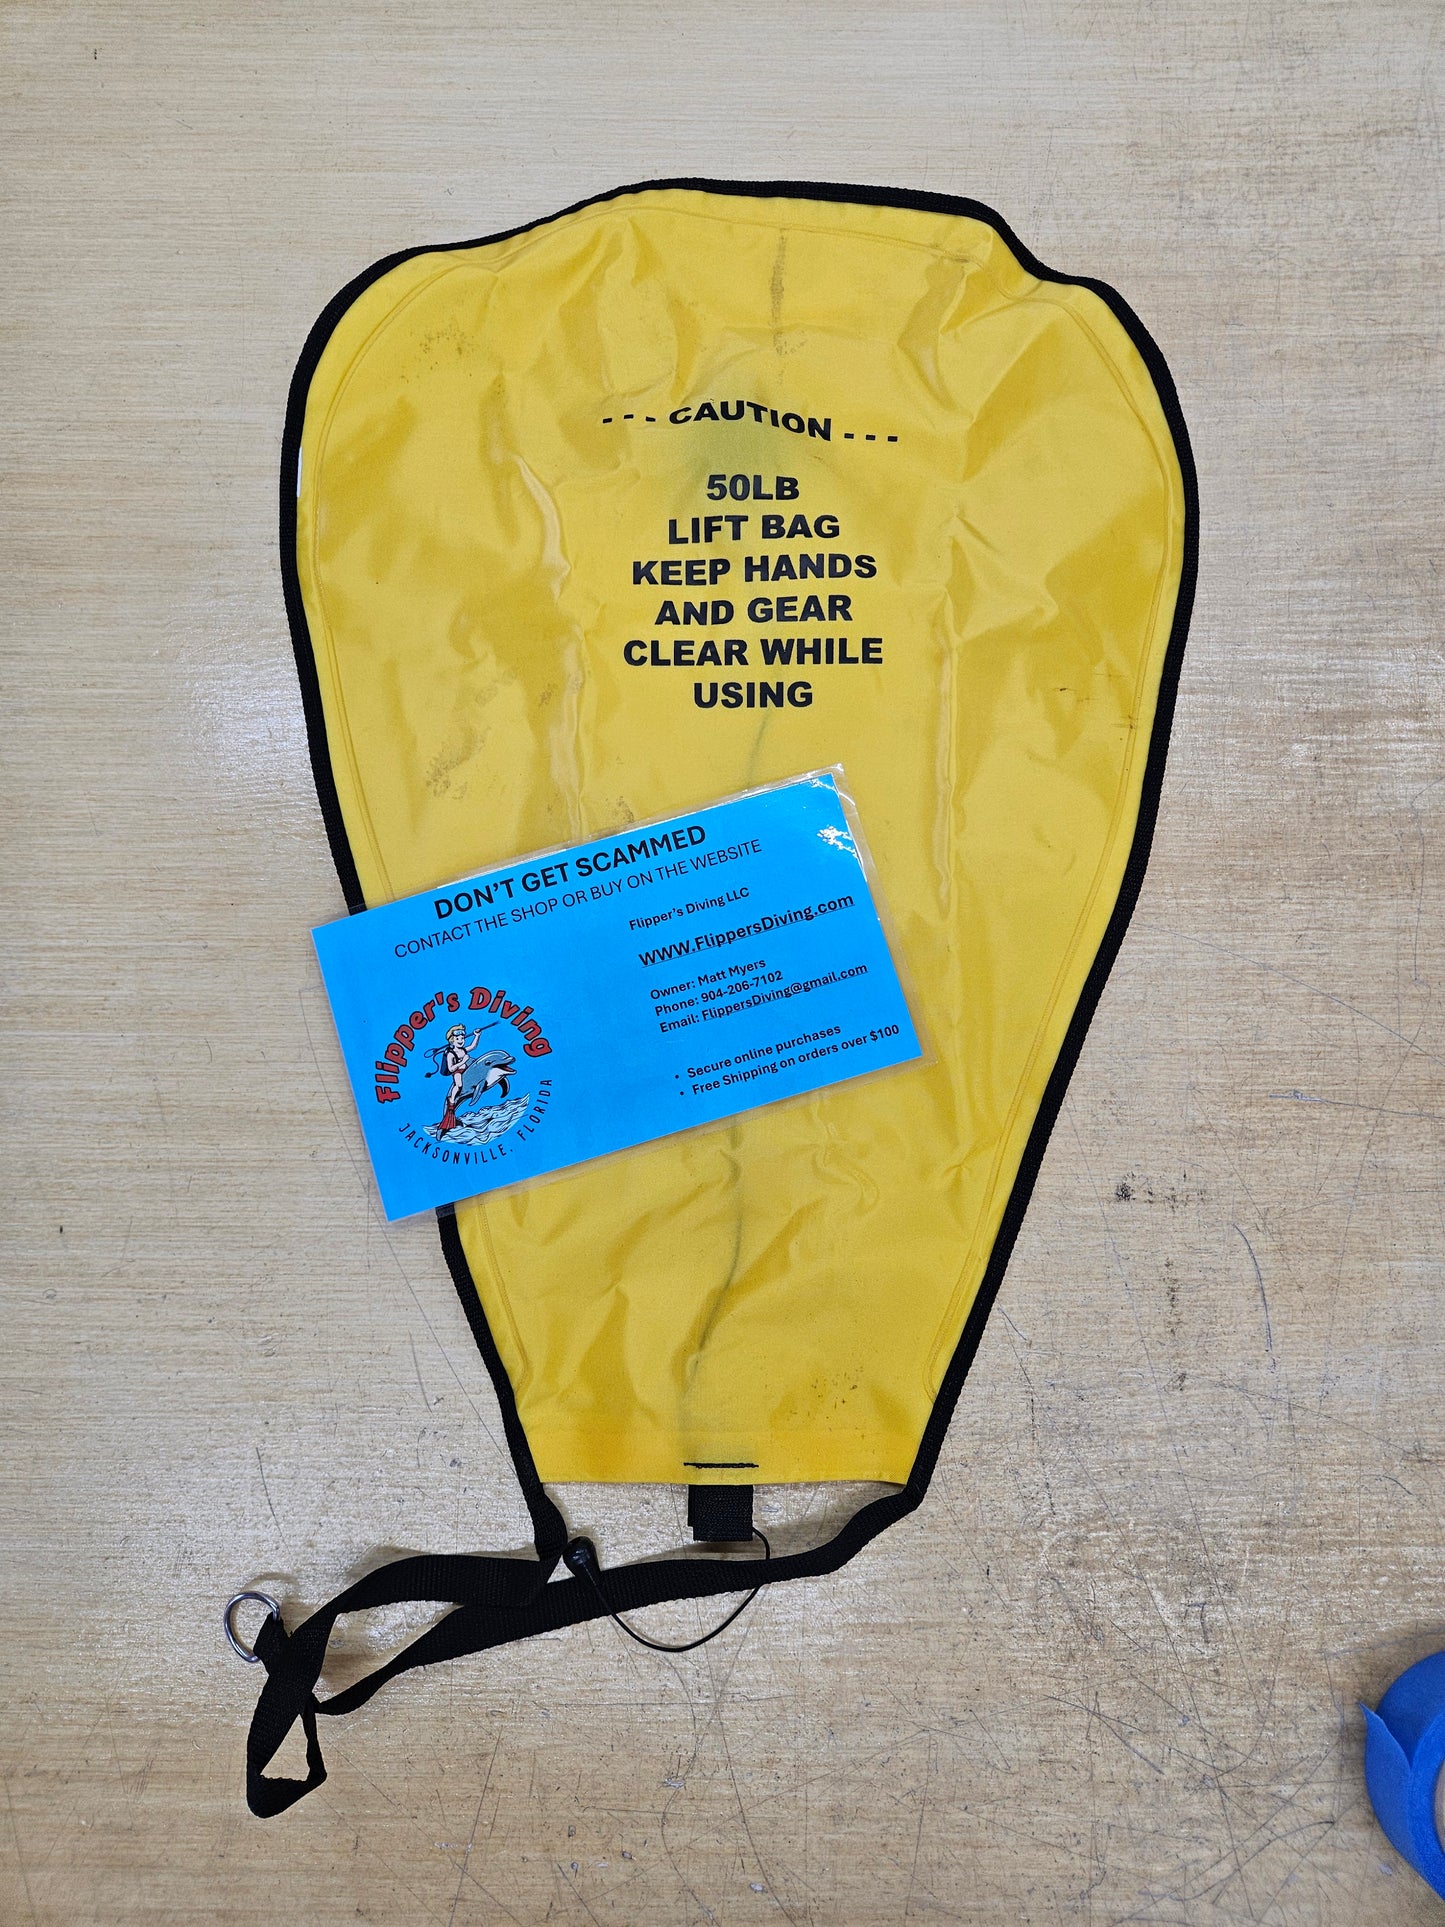 - - - CAUTION - - -
50LB
LIFT BAG
KEEP HANDS
AND GEAR
CLEAR WHILE
USING
DON'T GET SCAMMED
CONTACT THE SHOP OR BUY ON THE WEBSITE
Flipper's Diving LLC
WWW.FlippersDiving.com
Owner: Matt Myers
Phone: 904-206-7102
Email: FlippersDiving@gmail.com
• Secure online purchases
• Free Shipping on orders over $100
Flipper's Diving
JACKSONVILLE, FLORIDA